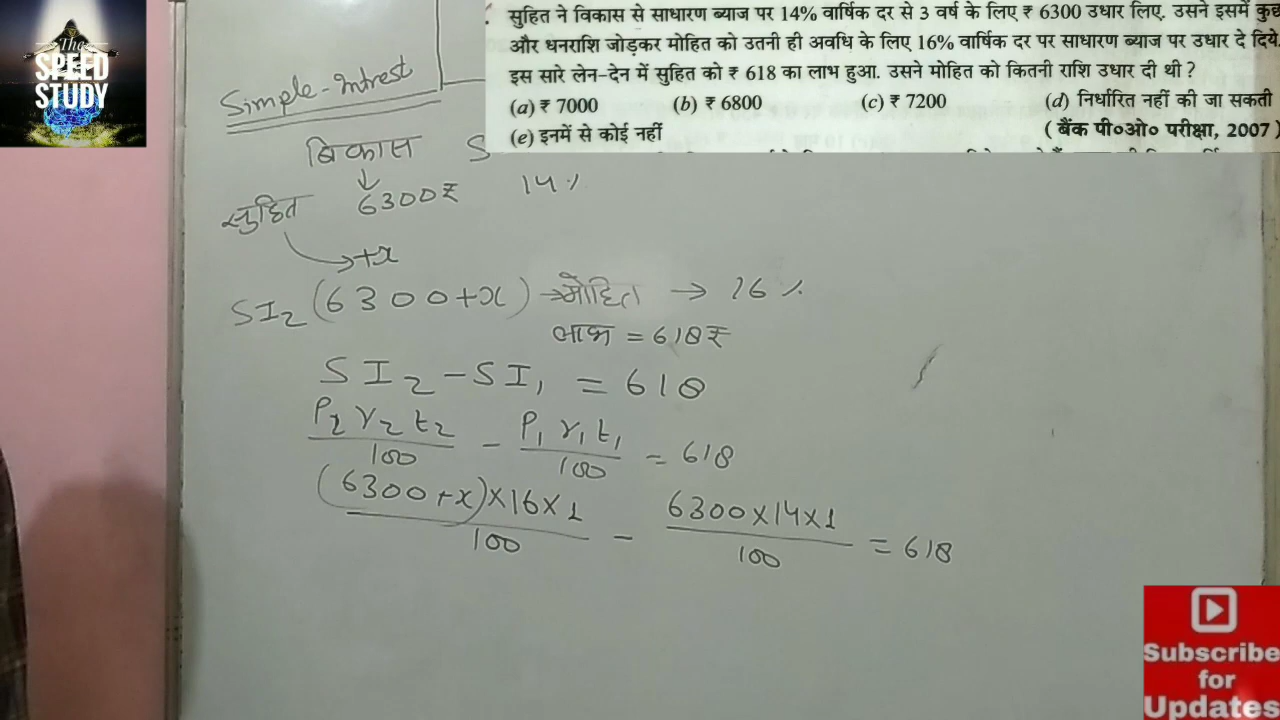 The
SPEED
STUDY
सुहित ने विकास से साधारण ब्याज पर 14% वार्षिक दर से 3 वर्ष के लिए ₹ 6300 उधार लिए. उसने इसमें कुछ
और धनराशि जोड़कर मोहित को उतनी ही अवधि के लिए 16% वार्षिक दर पर साधारण ब्याज पर उधार दे दिये.
इस सारे लेन-देन में सुहित को ₹ 618 का लाभ हुआ. उसने मोहित को कितनी राशि उधार दी थी ?
(a) ₹ 7000 (b) ₹ 6800 (c) ₹ 7200 (d) निर्धारित नहीं की जा सकती
(e) इनमें से कोई नहीं ( बैंक पी०ओ० परीक्षा, 2007 )
Simple-Intrest
बिकास S
↓
सुहित 6300₹ 14%
→+x
SI₂ (6300+x) →मोहित → 16%
लाभ = 618₹
SI₂ - SI₁ = 618
P₂ r₂ t₂ / 100 - P₁ r₁ t₁ / 100 = 618
(6300+x)×16×1 / 100 - 6300×14×1 / 100 = 618
Subscribe
for
Updates